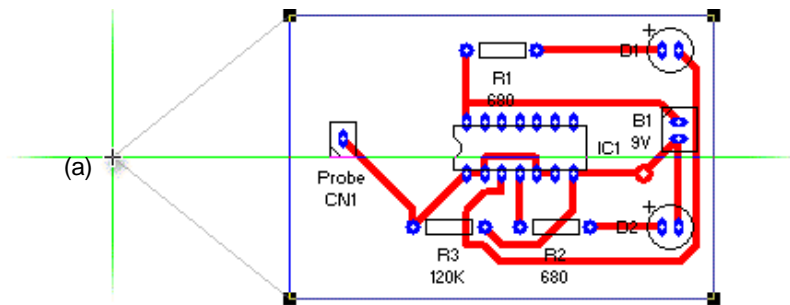 D1
R1
680
B1
9V
IC1
(a)
Probe
CN1
D2
R3
120K
R2
680